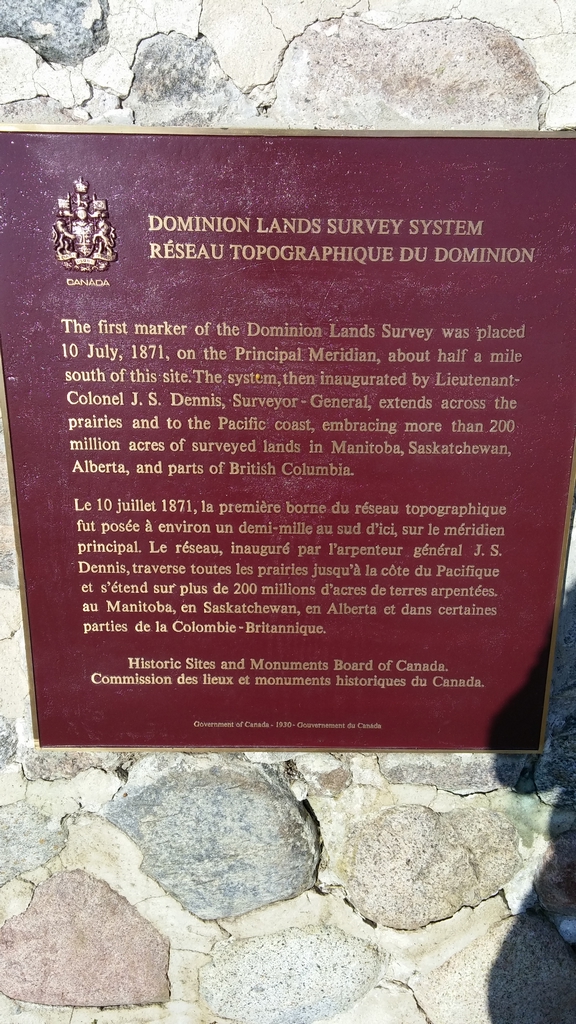 CANADA
DOMINION LANDS SURVEY SYSTEM
RÉSEAU TOPOGRAPHIQUE DU DOMINION
The first marker of the Dominion Lands Survey was placed
10 July, 1871, on the Principal Meridian, about half a mile
south of this site. The system, then inaugurated by Lieutenant-
Colonel J. S. Dennis, Surveyor-General, extends across the
prairies and to the Pacific coast, embracing more than 200
million acres of surveyed lands in Manitoba, Saskatchewan,
Alberta, and parts of British Columbia.
Le 10 juillet 1871, la première borne du réseau topographique
fut posée à environ un demi-mille au sud d'ici, sur le méridien
principal. Le réseau, inauguré par l'arpenteur général J. S.
Dennis, traverse toutes les prairies jusqu'à la côte du Pacifique
et s'étend sur plus de 200 millions d'acres de terres arpentées.
au Manitoba, en Saskatchewan, en Alberta et dans certaines
parties de la Colombie-Britannique.
Historic Sites and Monuments Board of Canada.
Commission des lieux et monuments historiques du Canada.
Government of Canada - 1930 - Gouvernement du Canada